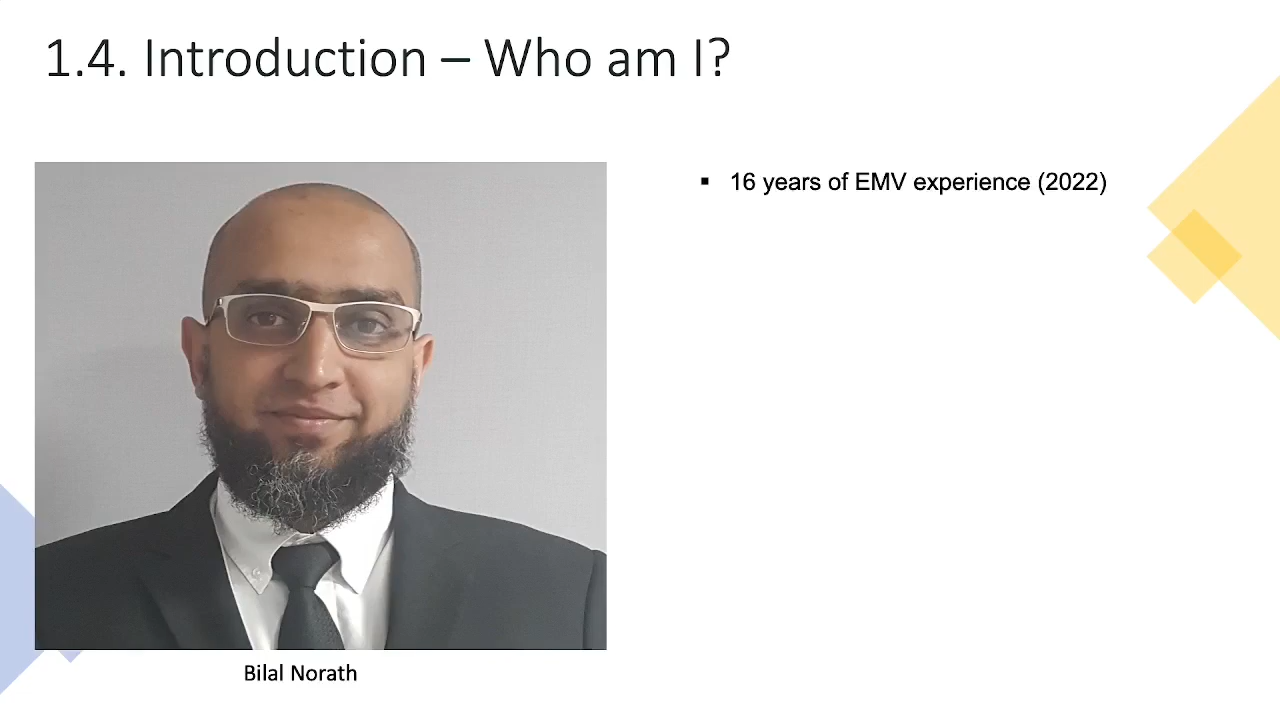 1.4. Introduction – Who am I?
▪ 16 years of EMV experience (2022)
Bilal Norath